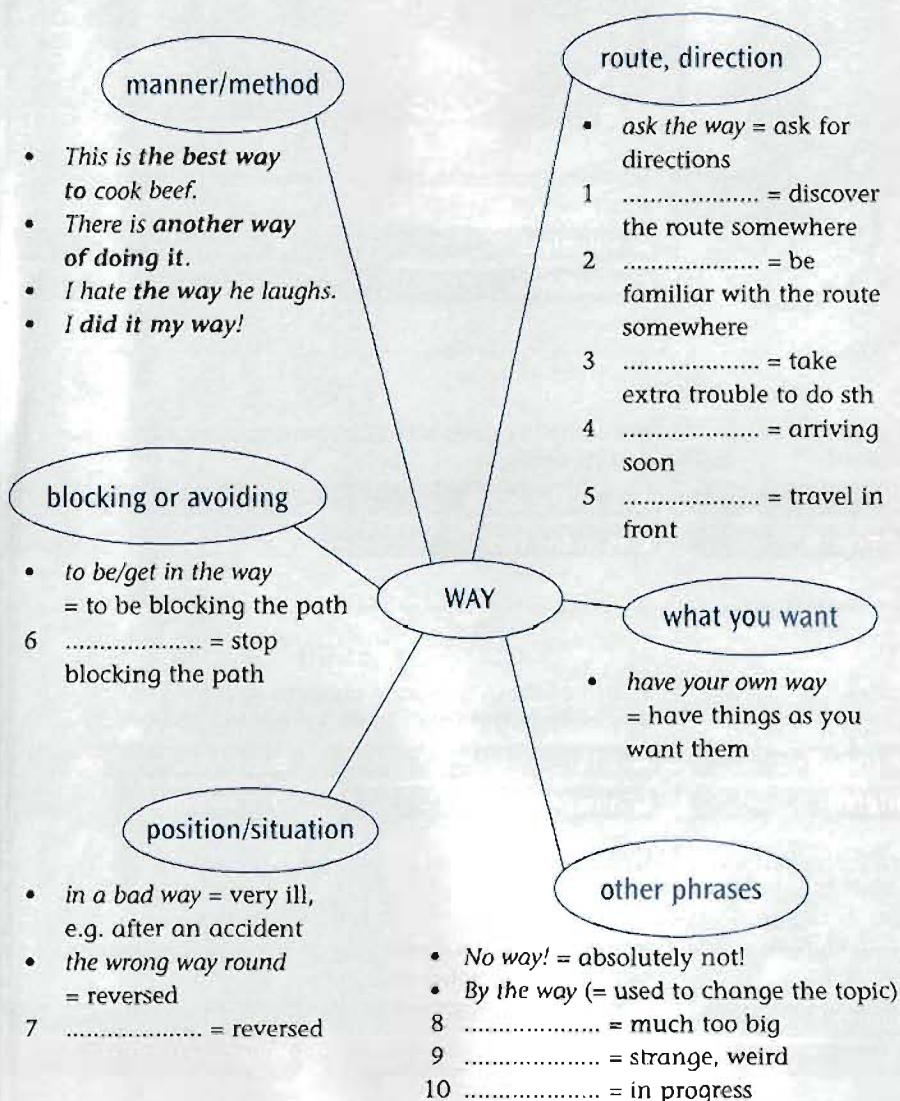 manner/method
• This is the best way
to cook beef.
• There is another way
of doing it.
• I hate the way he laughs.
• I did it my way!
route, direction
• ask the way = ask for
directions
1 .................... = discover
the route somewhere
2 .................... = be
familiar with the route
somewhere
3 .................... = take
extra trouble to do sth
4 .................... = arriving
soon
5 .................... = travel in
front
blocking or avoiding
• to be/get in the way
= to be blocking the path
6 .................... = stop
blocking the path
WAY
what you want
• have your own way
= have things as you
want them
position/situation
• in a bad way = very ill,
e.g. after an accident
• the wrong way round
= reversed
7 .................... = reversed
other phrases
• No way! = absolutely not!
• By the way (= used to change the topic)
8 .................... = much too big
9 .................... = strange, weird
10 .................... = in progress